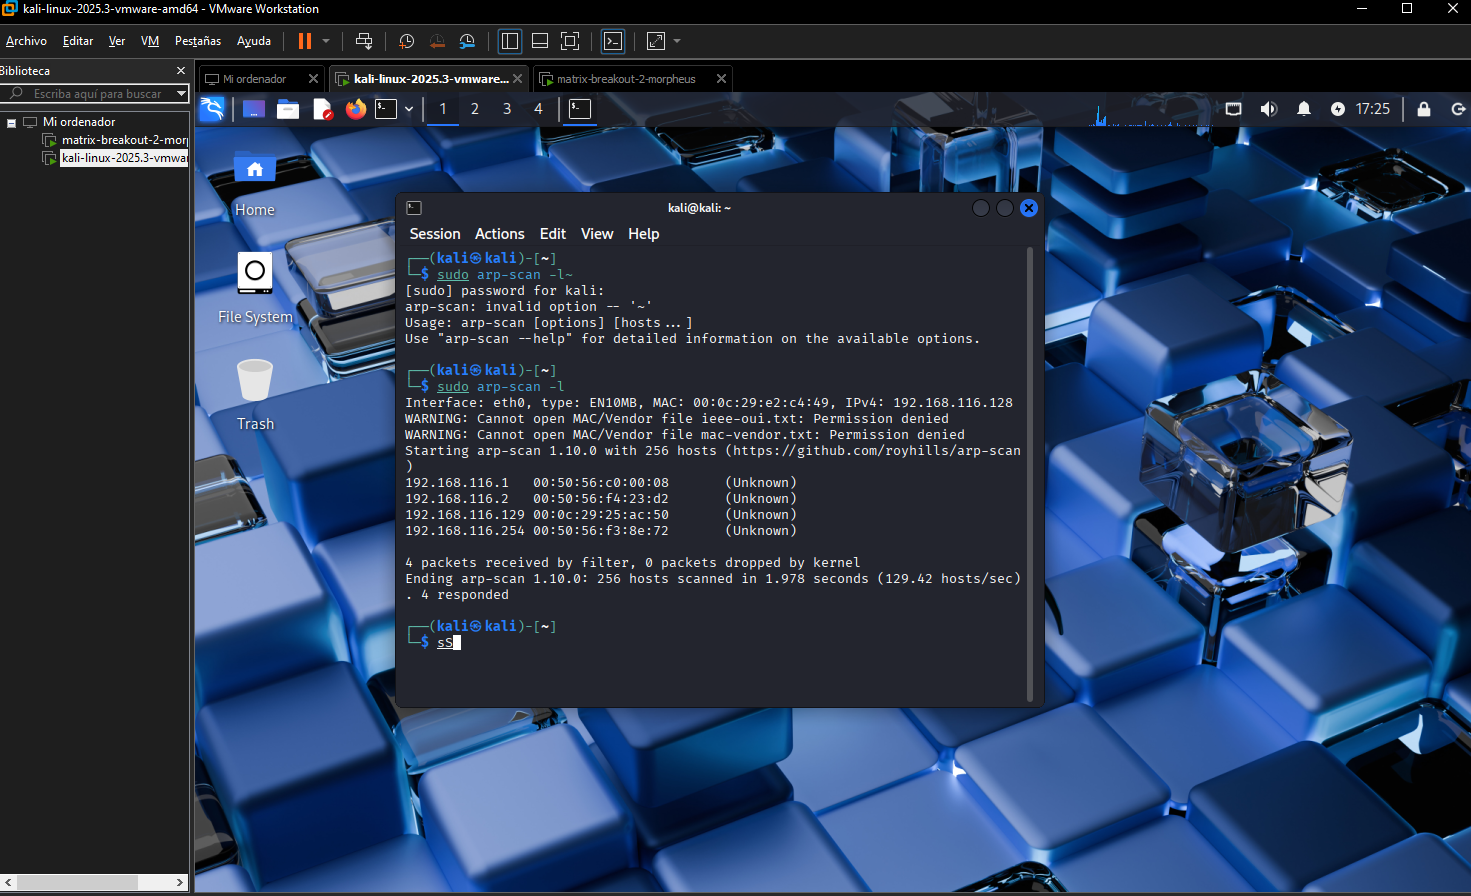 kali-linux-2025.3-vmware-amd64 - VMware Workstation
Archivo Editar Ver VM Pestañas Ayuda
Biblioteca
Escriba aquí para buscar
Mi ordenador
matrix-breakout-2-mor
kali-linux-2025.3-vmwa
Mi ordenador
kali-linux-2025.3-vmware...
matrix-breakout-2-morpheus
1 2 3 4
17:25
Home
File System
Trash
kali@kali: ~
Session Actions Edit View Help
┌──(kali㉿kali)-[~]
└─$ sudo arp-scan -l~
[sudo] password for kali:
arp-scan: invalid option -- '~'
Usage: arp-scan [options] [hosts...]
Use "arp-scan --help" for detailed information on the available options.
┌──(kali㉿kali)-[~]
└─$ sudo arp-scan -l
Interface: eth0, type: EN10MB, MAC: 00:0c:29:e2:c4:49, IPv4: 192.168.116.128
WARNING: Cannot open MAC/Vendor file ieee-oui.txt: Permission denied
WARNING: Cannot open MAC/Vendor file mac-vendor.txt: Permission denied
Starting arp-scan 1.10.0 with 256 hosts (https://github.com/royhills/arp-scan
)
192.168.116.1 00:50:56:c0:00:08 (Unknown)
192.168.116.2 00:50:56:f4:23:d2 (Unknown)
192.168.116.129 00:0c:29:25:ac:50 (Unknown)
192.168.116.254 00:50:56:f3:8e:72 (Unknown)
4 packets received by filter, 0 packets dropped by kernel
Ending arp-scan 1.10.0: 256 hosts scanned in 1.978 seconds (129.42 hosts/sec)
. 4 responded
┌──(kali㉿kali)-[~]
└─$ sS